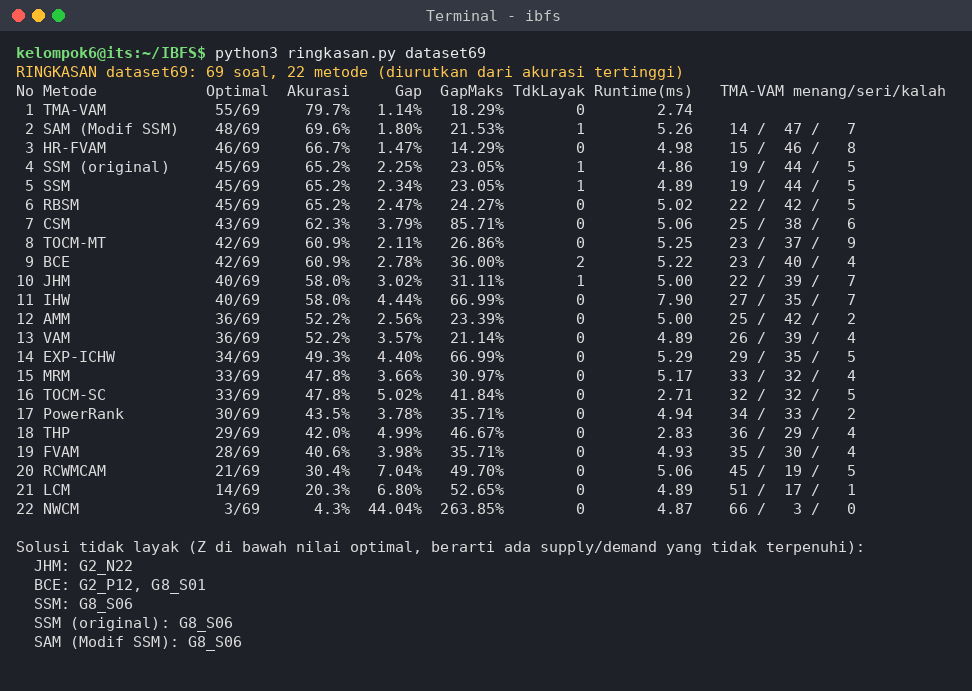 Terminal - ibfs
kelompok6@its:~/IBFS$ python3 ringkasan.py dataset69
RINGKASAN dataset69: 69 soal, 22 metode (diurutkan dari akurasi tertinggi)
No Metode            Optimal  Akurasi     Gap  GapMaks TdkLayak Runtime(ms)   TMA-VAM menang/seri/kalah
 1 TMA-VAM            55/69     79.7%   1.14%   18.29%        0        2.74
 2 SAM (Modif SSM)    48/69     69.6%   1.80%   21.53%        1        5.26    14 /  47 /   7
 3 HR-FVAM            46/69     66.7%   1.47%   14.29%        0        4.98    15 /  46 /   8
 4 SSM (original)     45/69     65.2%   2.25%   23.05%        1        4.86    19 /  44 /   5
 5 SSM                45/69     65.2%   2.34%   23.05%        1        4.89    19 /  44 /   5
 6 RBSM               45/69     65.2%   2.47%   24.27%        0        5.02    22 /  42 /   5
 7 CSM                43/69     62.3%   3.79%   85.71%        0        5.06    25 /  38 /   6
 8 TOCM-MT            42/69     60.9%   2.11%   26.86%        0        5.25    23 /  37 /   9
 9 BCE                42/69     60.9%   2.78%   36.00%        2        5.22    23 /  40 /   4
10 JHM                40/69     58.0%   3.02%   31.11%        1        5.00    22 /  39 /   7
11 IHW                40/69     58.0%   4.44%   66.99%        0        7.90    27 /  35 /   7
12 AMM                36/69     52.2%   2.56%   23.39%        0        5.00    25 /  42 /   2
13 VAM                36/69     52.2%   3.57%   21.14%        0        4.89    26 /  39 /   4
14 EXP-ICHW           34/69     49.3%   4.40%   66.99%        0        5.29    29 /  35 /   5
15 MRM                33/69     47.8%   3.66%   30.97%        0        5.17    33 /  32 /   4
16 TOCM-SC            33/69     47.8%   5.02%   41.84%        0        2.71    32 /  32 /   5
17 PowerRank          30/69     43.5%   3.78%   35.71%        0        4.94    34 /  33 /   2
18 THP                29/69     42.0%   4.99%   46.67%        0        2.83    36 /  29 /   4
19 FVAM               28/69     40.6%   3.98%   35.71%        0        4.93    35 /  30 /   4
20 RCWMCAM            21/69     30.4%   7.04%   49.70%        0        5.06    45 /  19 /   5
21 LCM                14/69     20.3%   6.80%   52.65%        0        4.89    51 /  17 /   1
22 NWCM                3/69      4.3%  44.04%  263.85%        0        4.87    66 /   3 /   0
Solusi tidak layak (Z di bawah nilai optimal, berarti ada supply/demand yang tidak terpenuhi):
  JHM: G2_N22
  BCE: G2_P12, G8_S01
  SSM: G8_S06
  SSM (original): G8_S06
  SAM (Modif SSM): G8_S06